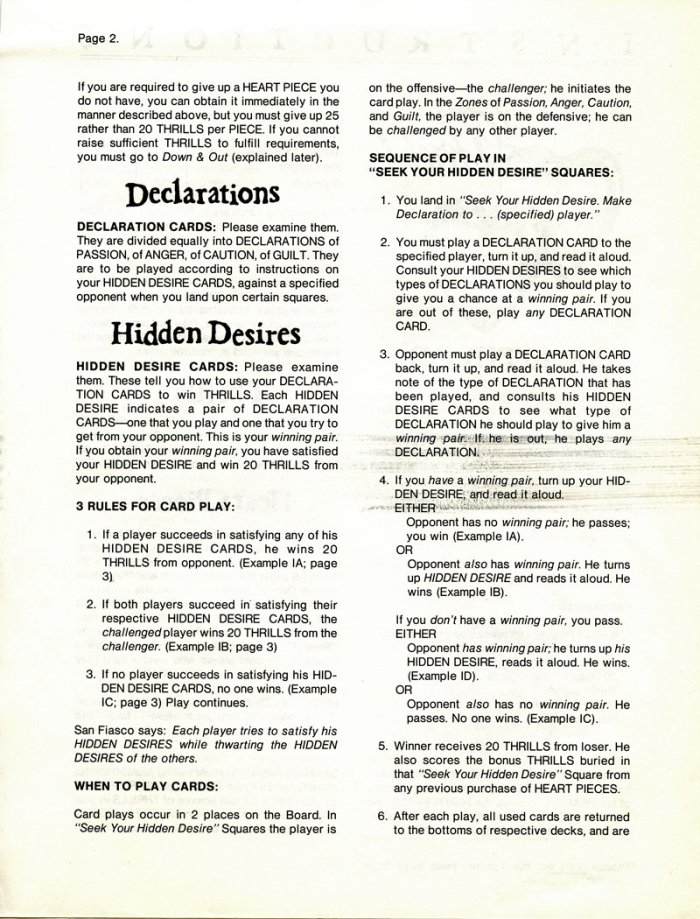 Page 2.
If you are required to give up a HEART PIECE you
do not have, you can obtain it immediately in the
manner described above, but you must give up 25
rather than 20 THRILLS per PIECE. If you cannot
raise sufficient THRILLS to fulfill requirements,
you must go to Down & Out (explained later).
Declarations
DECLARATION CARDS: Please examine them.
They are divided equally into DECLARATIONS of
PASSION, of ANGER, of CAUTION, of GUILT. They
are to be played according to instructions on
your HIDDEN DESIRE CARDS, against a specified
opponent when you land upon certain squares.
Hidden Desires
HIDDEN DESIRE CARDS: Please examine
them. These tell you how to use your DECLARA-
TION CARDS to win THRILLS. Each HIDDEN
DESIRE indicates a pair of DECLARATION
CARDS—one that you play and one that you try to
get from your opponent. This is your winning pair.
If you obtain your winning pair, you have satisfied
your HIDDEN DESIRE and win 20 THRILLS from
your opponent.
3 RULES FOR CARD PLAY:
1. If a player succeeds in satisfying any of his
HIDDEN DESIRE CARDS, he wins 20
THRILLS from opponent. (Example IA; page
3)
2. If both players succeed in satisfying their
respective HIDDEN DESIRE CARDS, the
challenged player wins 20 THRILLS from the
challenger. (Example IB; page 3)
3. If no player succeeds in satisfying his HID-
DEN DESIRE CARDS, no one wins. (Example
IC; page 3) Play continues.
San Fiasco says: Each player tries to satisfy his
HIDDEN DESIRES while thwarting the HIDDEN
DESIRES of the others.
WHEN TO PLAY CARDS:
Card plays occur in 2 places on the Board. In
"Seek Your Hidden Desire" Squares the player is
on the offensive—the challenger; he initiates the
card play. In the Zones of Passion, Anger, Caution,
and Guilt, the player is on the defensive; he can
be challenged by any other player.
SEQUENCE OF PLAY IN
"SEEK YOUR HIDDEN DESIRE" SQUARES:
1. You land in "Seek Your Hidden Desire. Make
Declaration to . . . (specified) player."
2. You must play a DECLARATION CARD to the
specified player, turn it up, and read it aloud.
Consult your HIDDEN DESIRES to see which
types of DECLARATIONS you should play to
give you a chance at a winning pair. If you
are out of these, play any DECLARATION
CARD.
3. Opponent must play a DECLARATION CARD
back, turn it up, and read it aloud. He takes
note of the type of DECLARATION that has
been played, and consults his HIDDEN
DESIRE CARDS to see what type of
DECLARATION he should play to give him a
winning pair. If he is out, he plays any
DECLARATION.
4. If you have a winning pair, turn up your HID-
DEN DESIRE, and read it aloud.
EITHER
Opponent has no winning pair; he passes;
you win (Example IA).
OR
Opponent also has winning pair. He turns
up HIDDEN DESIRE and reads it aloud. He
wins (Example IB).
If you don't have a winning pair, you pass.
EITHER
Opponent has winning pair; he turns up his
HIDDEN DESIRE, reads it aloud. He wins.
(Example ID).
OR
Opponent also has no winning pair. He
passes. No one wins. (Example IC).
5. Winner receives 20 THRILLS from loser. He
also scores the bonus THRILLS buried in
that "Seek Your Hidden Desire" Square from
any previous purchase of HEART PIECES.
6. After each play, all used cards are returned
to the bottoms of respective decks, and are